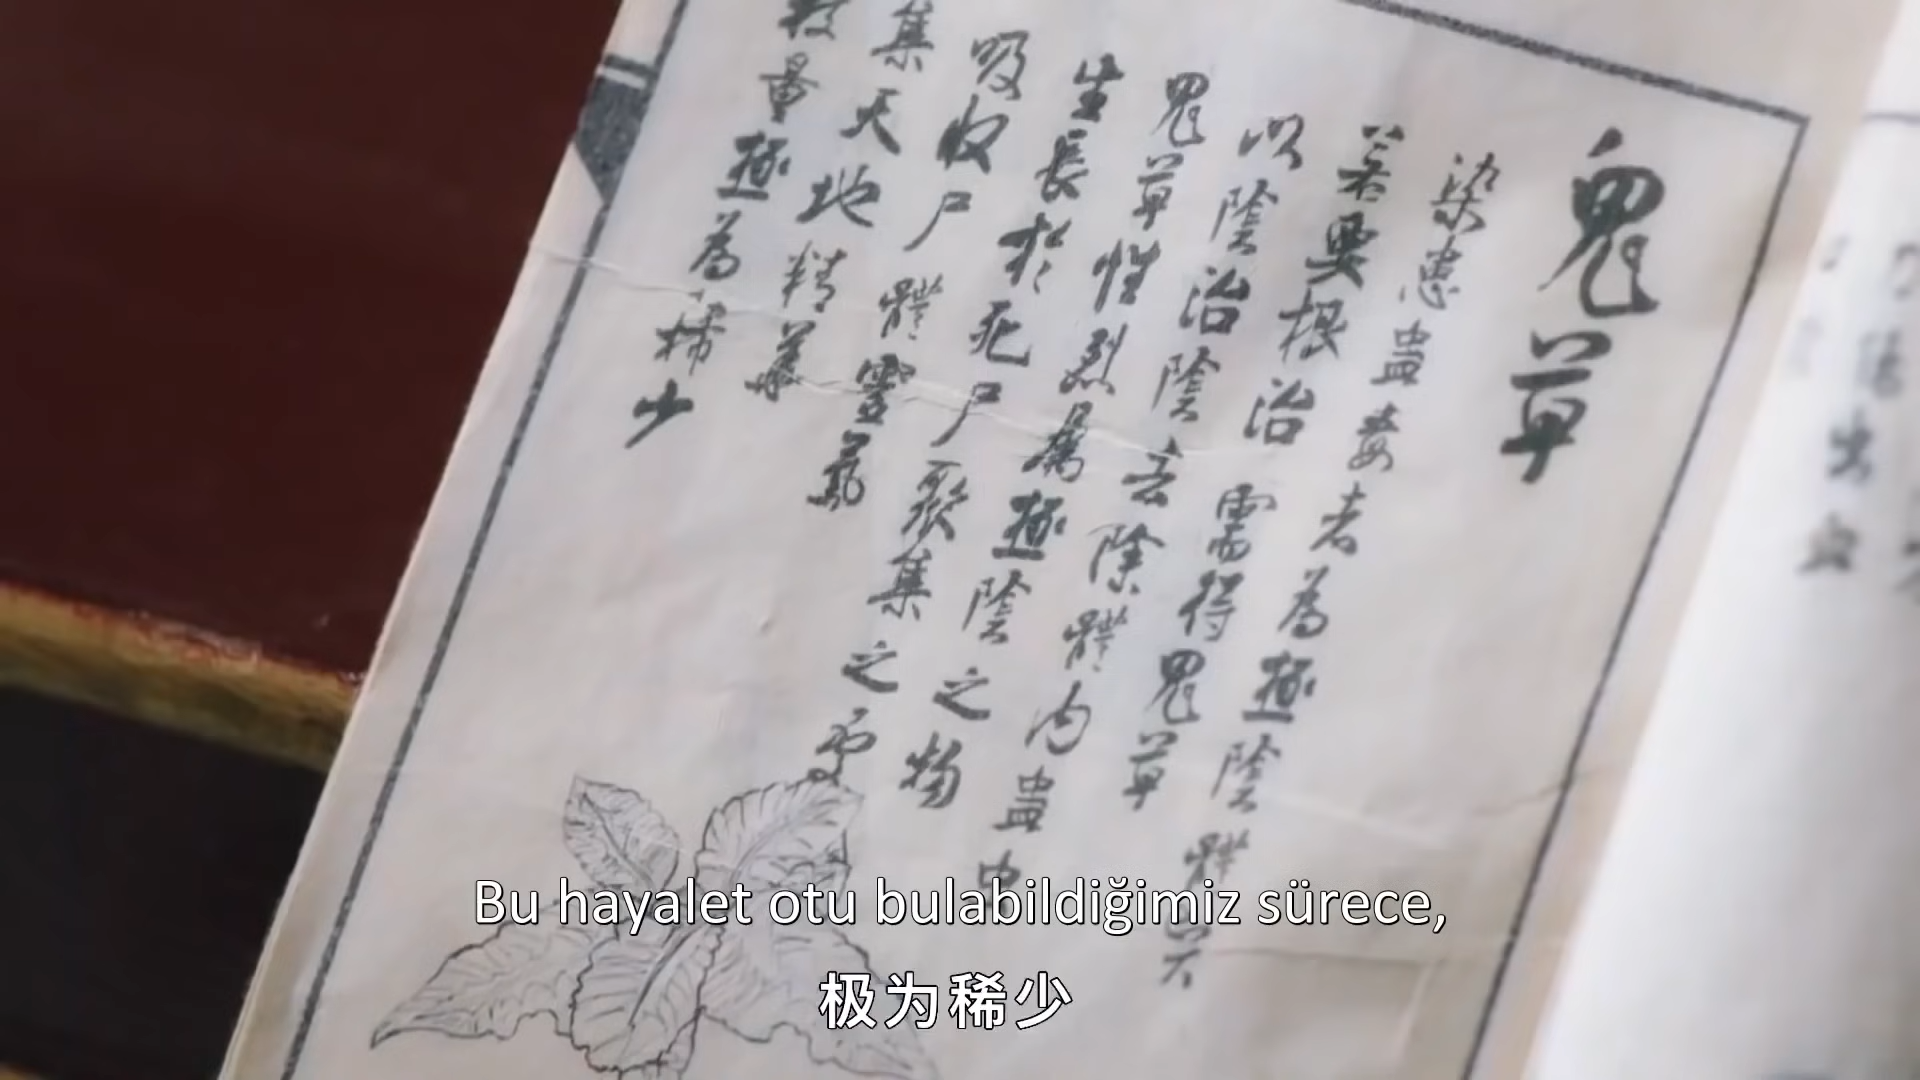 鬼草
染患蛊毒者為極陰體
若要根治需得鬼草
以陰治陰去除體内蛊虫
鬼草性烈屬極陰之物
生長於死尸聚集之
吸收尸體靈氣
集天地精華
数量極為稀少
Bu hayalet otu bulabildiğimiz sürece,
极为稀少